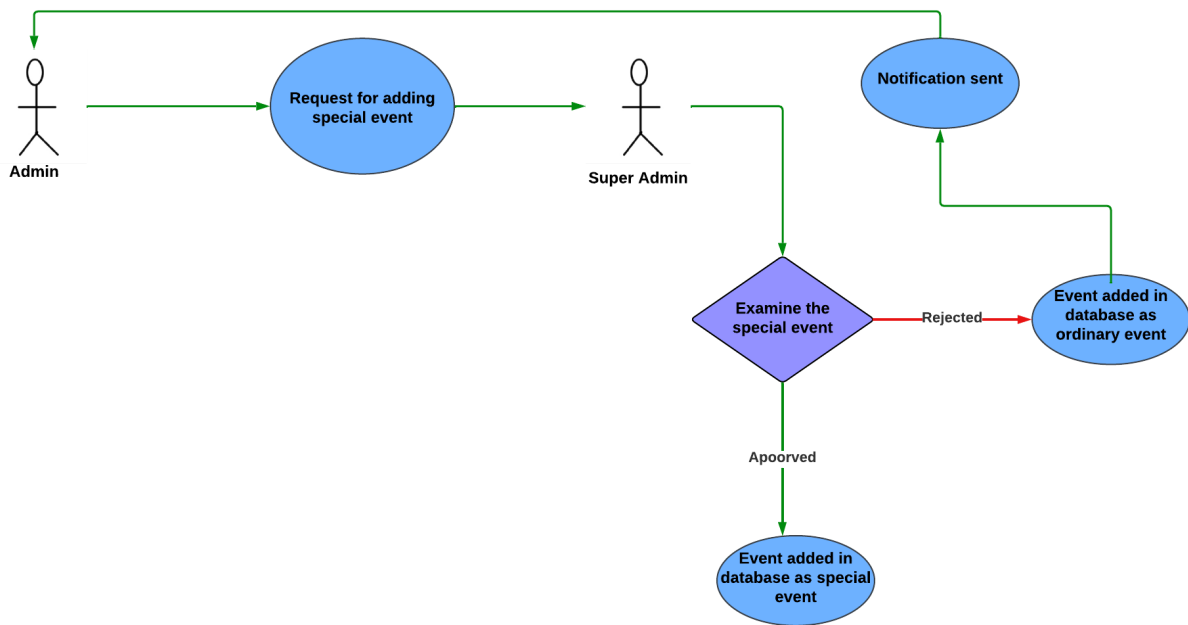 Notification sent
Request for adding
special event
Admin
Super Admin
Examine the
special event
Rejected
Event added in
database as
ordinary event
Apoorved
Event added in
database as special
event